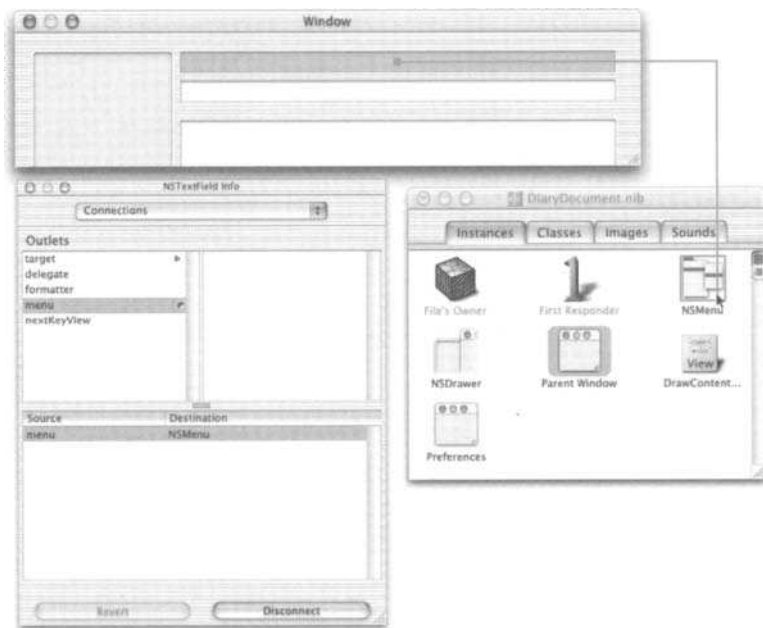 Window
NSTextField Info
Connections
Outlets
target
delegate
formatter
menu
nextKeyView
Source Destination
menu NSMenu
Revert Disconnect
DiaryDocument.nib
Instances Classes Images Sounds
File's Owner First Responder NSMenu
View
NSDrawer Parent Window DrawContent...
Preferences